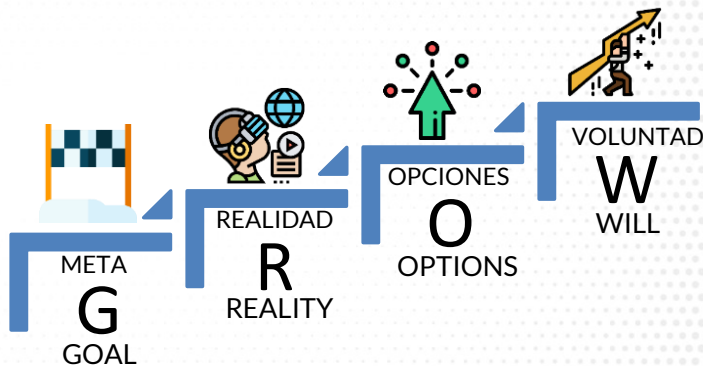 META
G
GOAL
REALIDAD
R
REALITY
OPCIONES
O
OPTIONS
VOLUNTAD
W
WILL